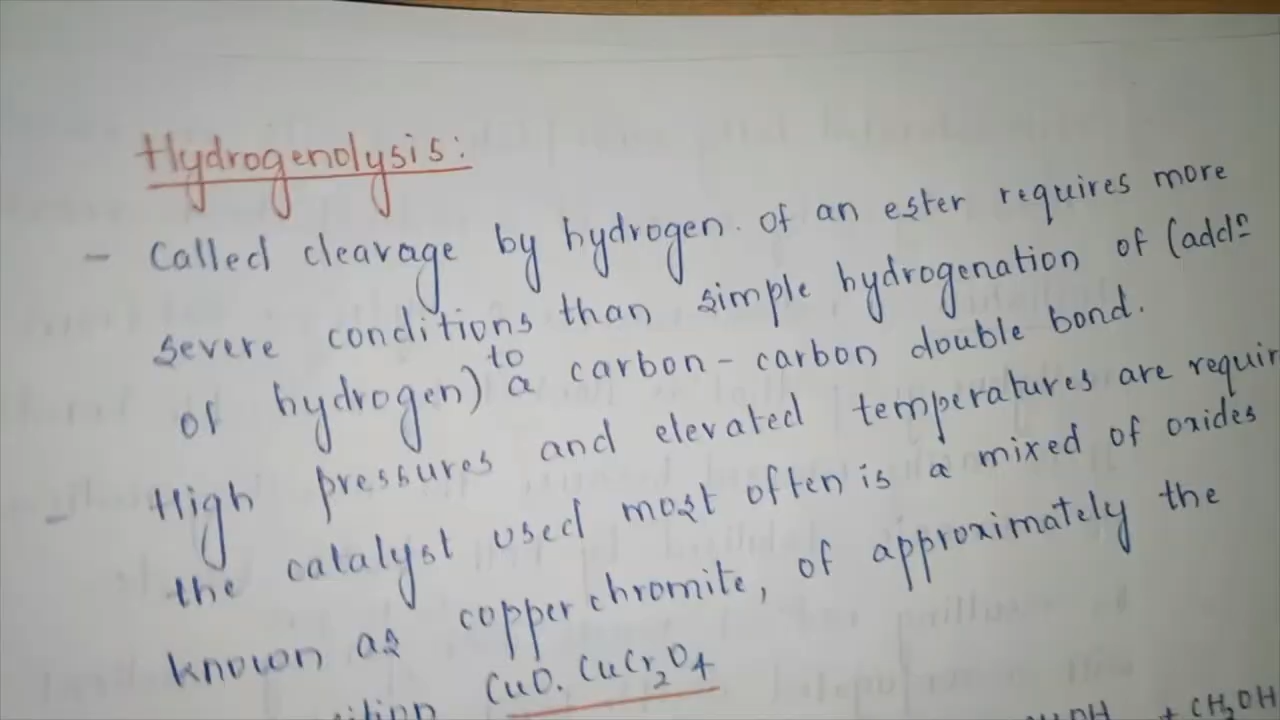 Hydrogenolysis:
- Called cleavage by hydrogen. of an ester requires more
severe conditions than simple hydrogenation of (addⁿ
of hydrogen) to a carbon - carbon double bond.
- High pressures and elevated temperatures are requir
the catalyst used most often is a mixed of oxides
known as copper chromite, of approximately the
CuO. CuCr₂O₄
+ CH₃OH